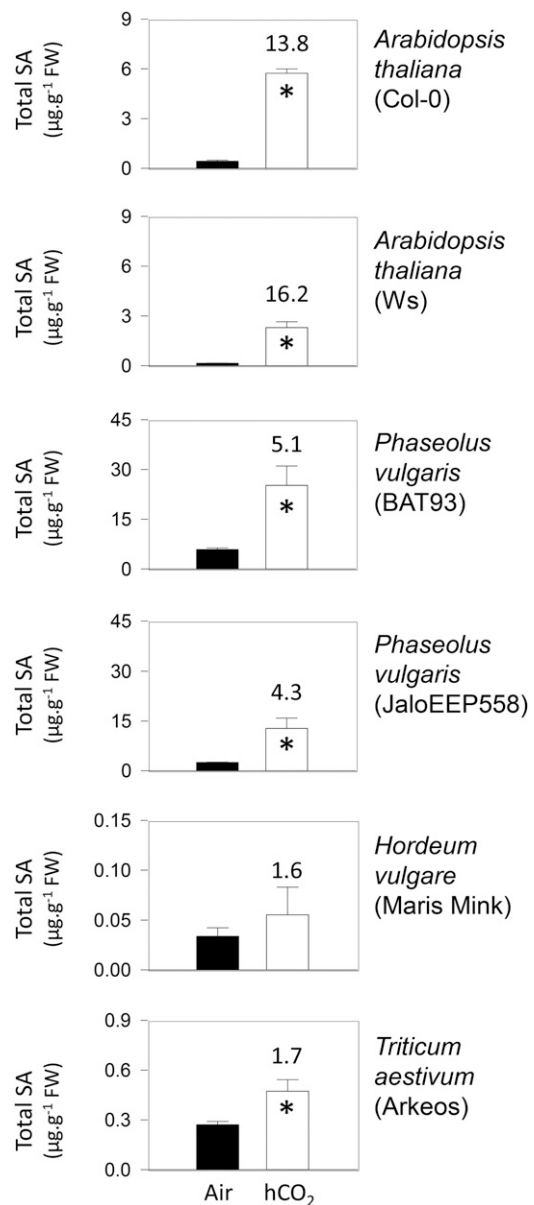 Total SA
(µg.g⁻¹ FW)
9
6
3
0
13.8
*
Arabidopsis
thaliana
(Col-0)
Total SA
(µg.g⁻¹ FW)
9
6
3
0
16.2
*
Arabidopsis
thaliana
(Ws)
Total SA
(µg.g⁻¹ FW)
45
30
15
0
5.1
*
Phaseolus
vulgaris
(BAT93)
Total SA
(µg.g⁻¹ FW)
45
30
15
0
4.3
*
Phaseolus
vulgaris
(JaloEEP558)
Total SA
(µg.g⁻¹ FW)
0.15
0.10
0.05
0.00
1.6
Hordeum
vulgare
(Maris Mink)
Total SA
(µg.g⁻¹ FW)
0.9
0.6
0.3
0.0
1.7
*
Triticum
aestivum
(Arkeos)
Air hCO₂